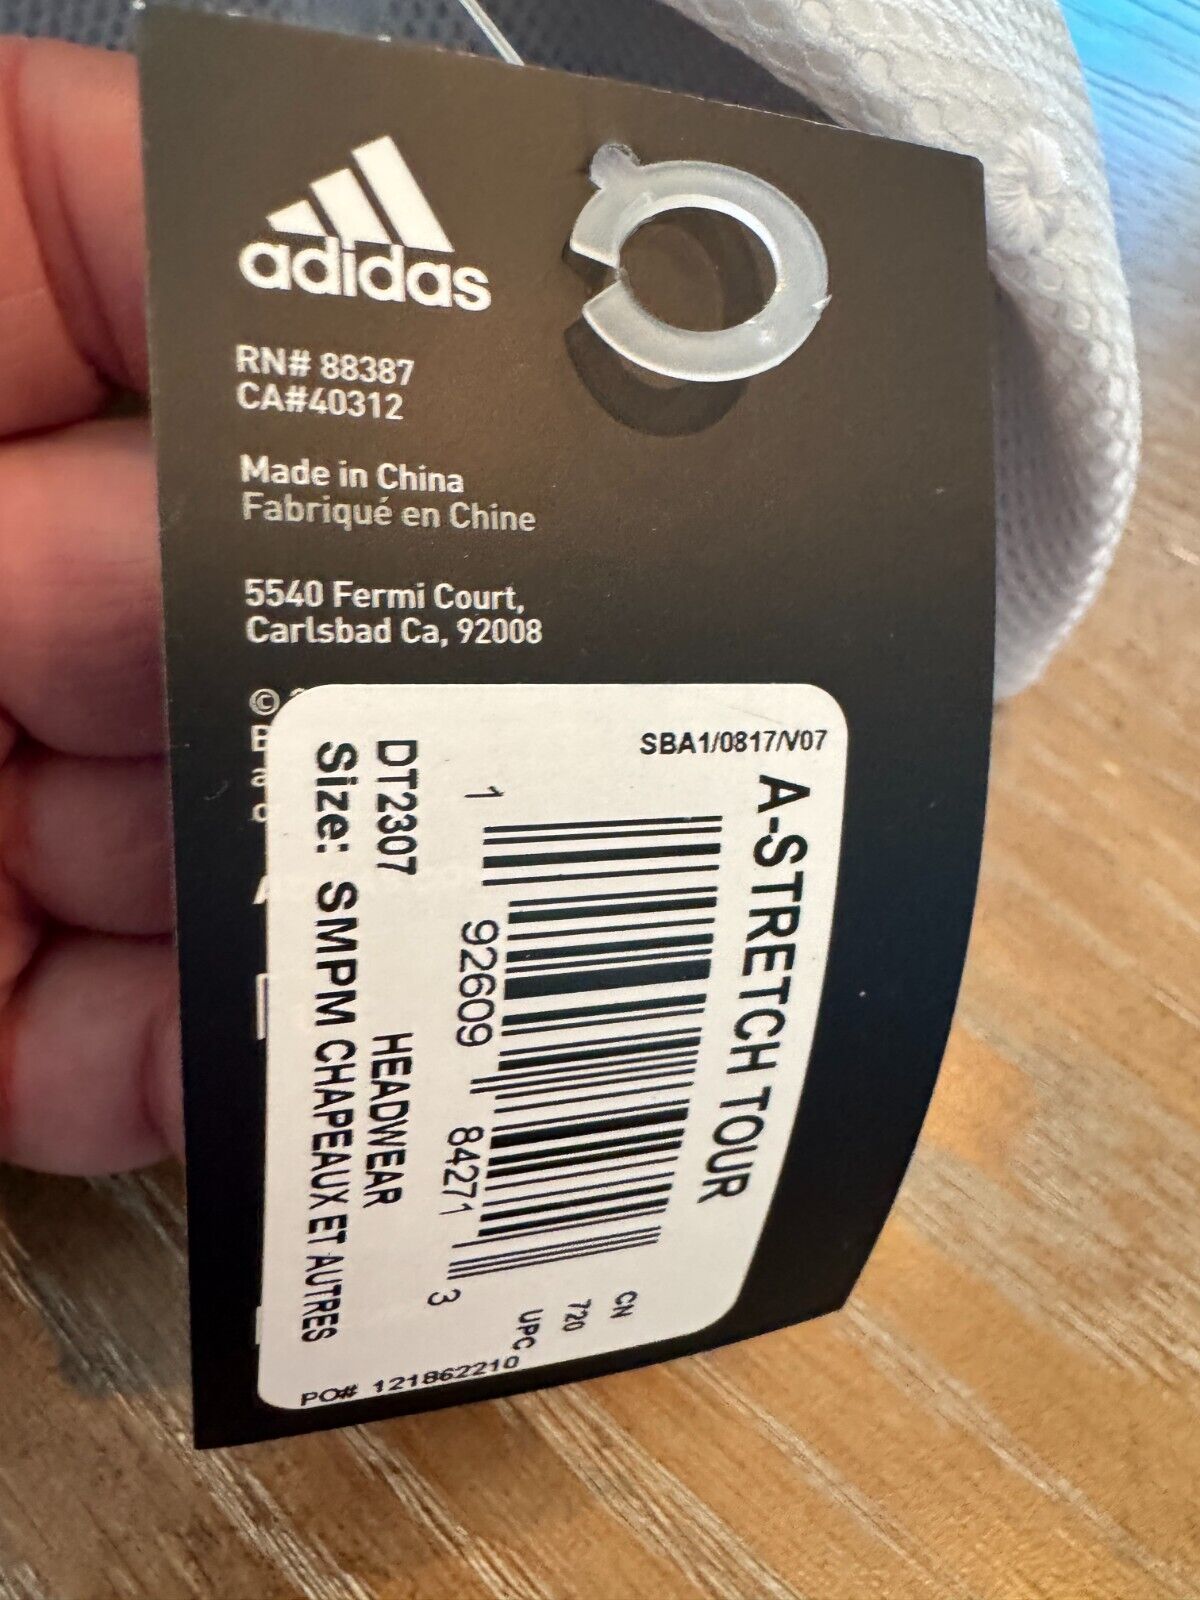 adidas
RN# 88387
CA#40312
Made in China
Fabriqué en Chine
5540 Fermi Court,
Carlsbad Ca, 92008
©
SBA1/0817/V07
A-STRETCH TOUR
1 92609 84271 3
CN
720
UPC
DT2307 HEADWEAR
Size: SMPM CHAPEAUX ET AUTRES
PO# 121862210